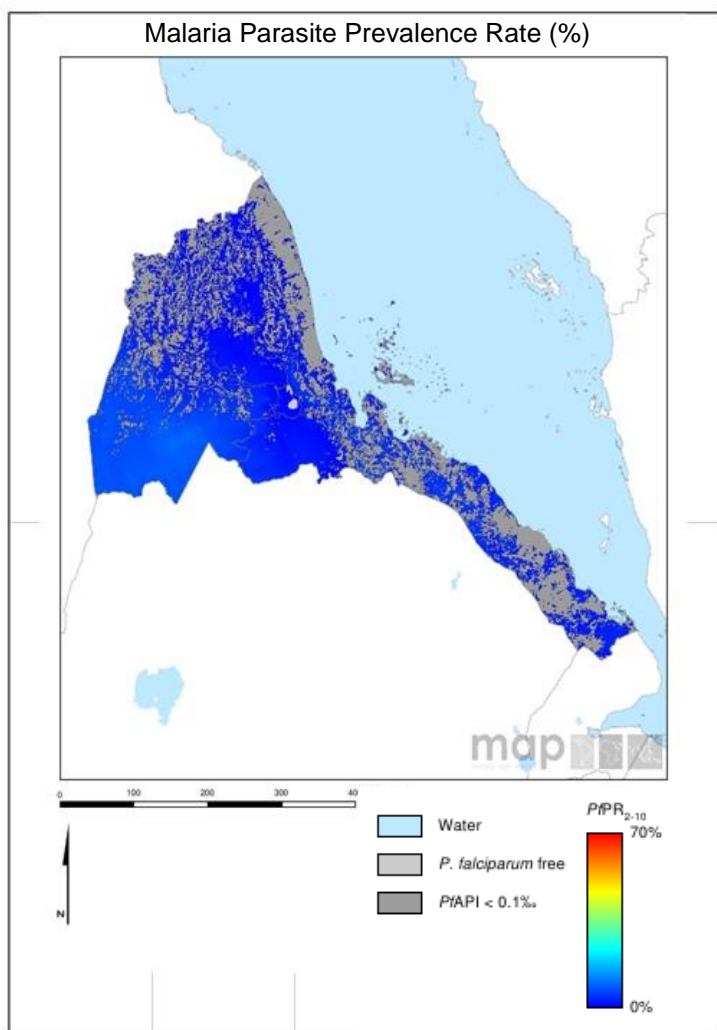 Malaria Parasite Prevalence Rate (%)
map
0 100 200 300 40
N
Water
P. falciparum free
PfAPI < 0.1‰
PfPR2-10
70%
0%